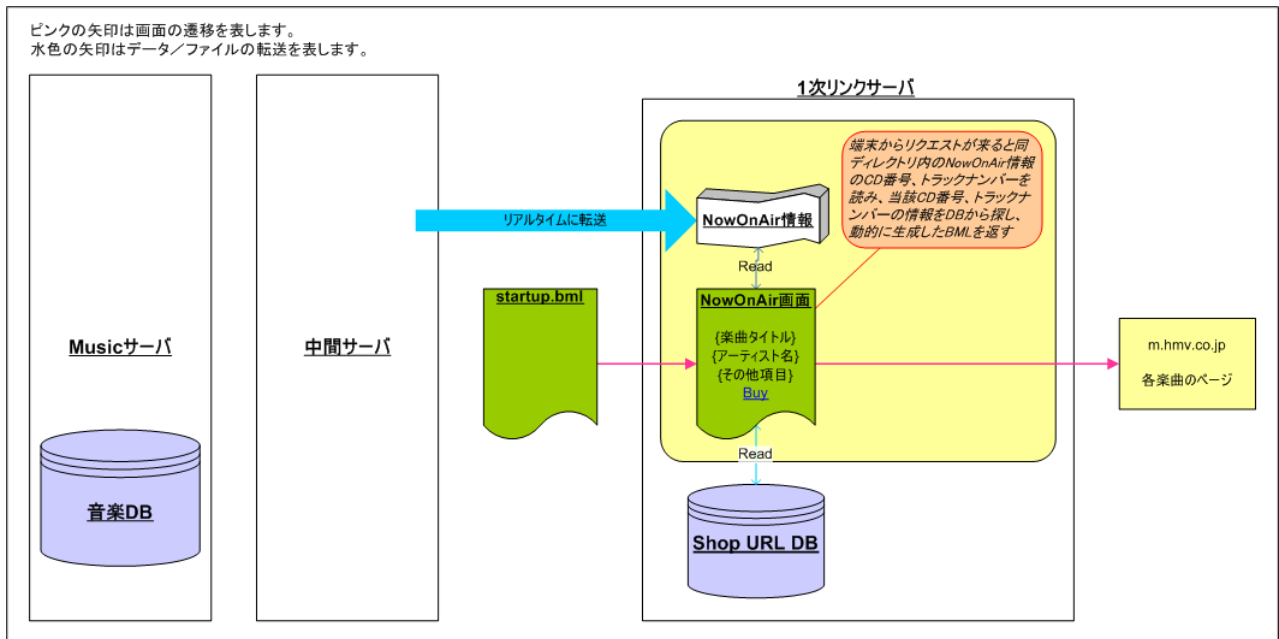 ピンクの矢印は画面の遷移を表します。
水色の矢印はデータ／ファイルの転送を表します。
1次リンクサーバ
端末からリクエストが来ると同
ディレクトリ内のNowOnAir情報
のCD番号、トラックナンバーを
読み、当該CD番号、トラックナ
ンバーの情報をDBから探し、
動的に生成したBMLを返す
リアルタイムに転送
NowOnAir情報
Read
startup.bml
NowOnAir画面
{楽曲タイトル}
{アーティスト名}
{その他項目}
Buy
Musicサーバ
中間サーバ
m.hmv.co.jp
各楽曲のページ
Read
音楽DB
Shop URL DB